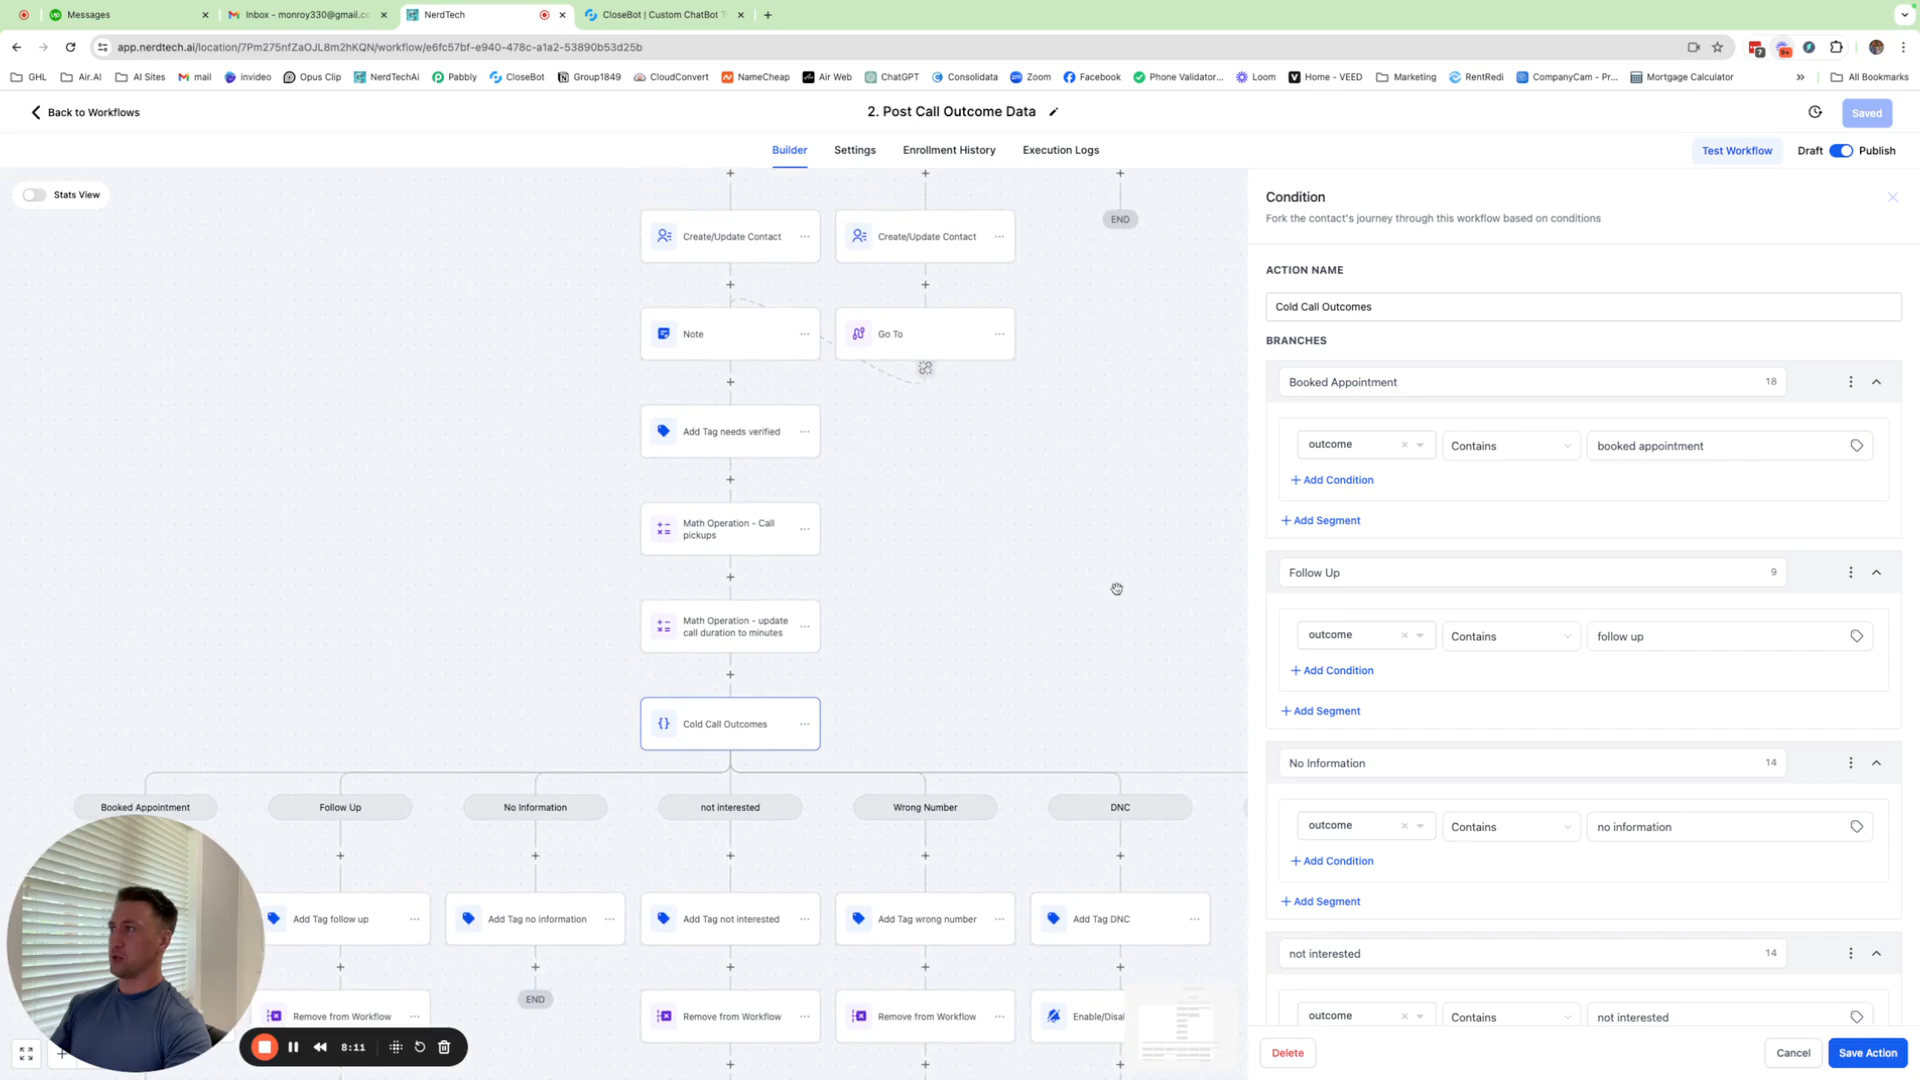 Messages
Inbox - monroy330@gmail.co
NerdTech
CloseBot | Custom ChatBot T
app.nerdtech.ai/location/7Pm275nfZaOJL8m2hKQN/workflow/e6fc57bf-e940-478c-a1a2-53890b53d25b
7
9+
GHL
Air.AI
AI Sites
mail
invideo
Opus Clip
NerdTechAi
Pabbly
CloseBot
Group1849
CloudConvert
NameCheap
Air Web
ChatGPT
Consolidata
Zoom
Facebook
Phone Validator...
Loom
Home - VEED
Marketing
RentRedi
CompanyCam - Pr...
Mortgage Calculator
»
All Bookmarks
Back to Workflows
2. Post Call Outcome Data
Saved
Builder
Settings
Enrollment History
Execution Logs
Test Workflow
Draft
Publish
Stats View
END
Create/Update Contact
Create/Update Contact
Note
Go To
Add Tag needs verified
Math Operation - Call
pickups
Math Operation - update
call duration to minutes
Cold Call Outcomes
Booked Appointment
Follow Up
No Information
not interested
Wrong Number
DNC
Add Tag follow up
Add Tag no information
Add Tag not interested
Add Tag wrong number
Add Tag DNC
Remove from Workflow
END
Remove from Workflow
Remove from Workflow
Enable/Disa
8:11
Condition
Fork the contact's journey through this workflow based on conditions
ACTION NAME
Cold Call Outcomes
BRANCHES
Booked Appointment
18
outcome
Contains
booked appointment
+ Add Condition
+ Add Segment
Follow Up
9
outcome
Contains
follow up
+ Add Condition
+ Add Segment
No Information
14
outcome
Contains
no information
+ Add Condition
+ Add Segment
not interested
14
outcome
Contains
not interested
Delete
Cancel
Save Action